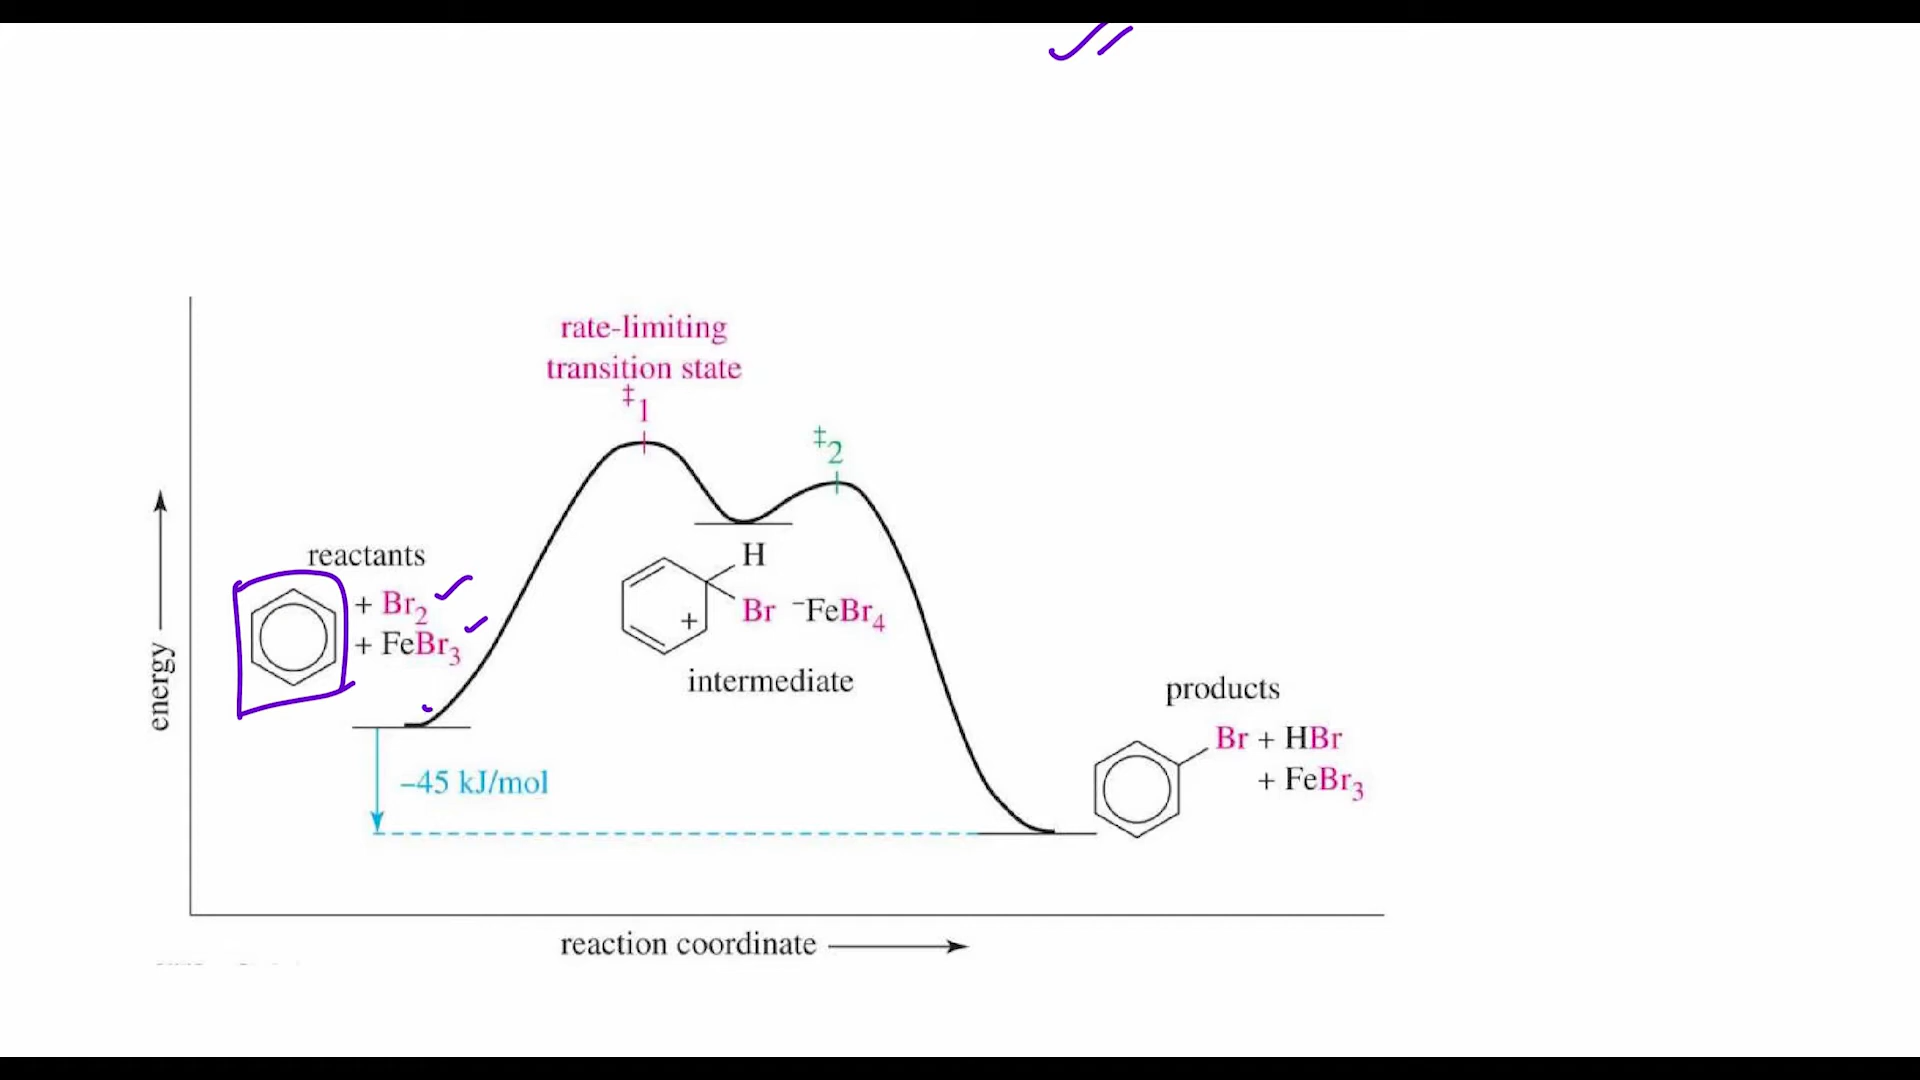 rate-limiting
transition state
‡1
‡2
reactants
+ Br2
+ FeBr3
H
Br ⁻FeBr4
+
intermediate
energy
products
Br + HBr
+ FeBr3
–45 kJ/mol
reaction coordinate